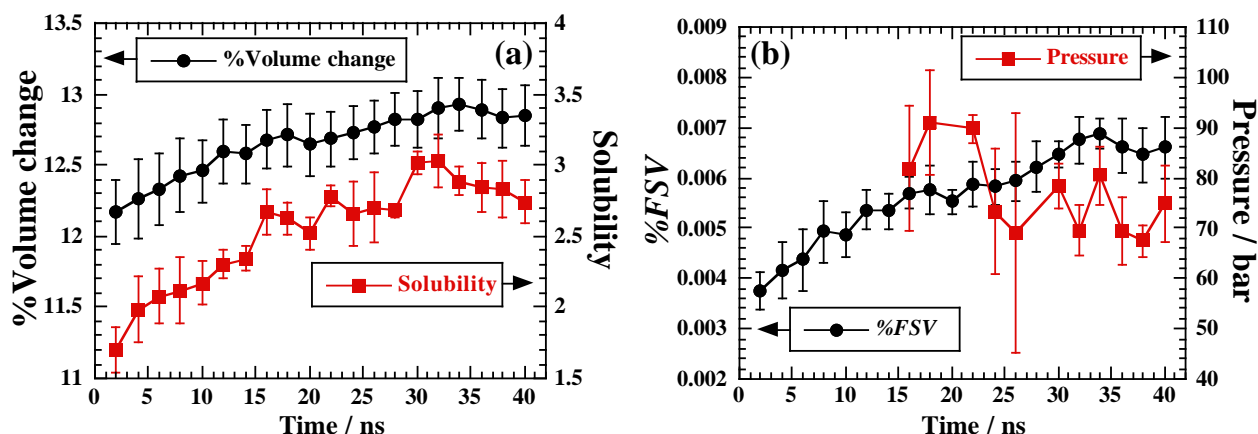 (a)
%Volume change
Solubility
%Volume change
13.5
13
12.5
12
11.5
11
Solubility
4
3.5
3
2.5
2
1.5
0 5 10 15 20 25 30 35 40
Time / ns
(b)
Pressure
%FSV
%FSV
0.009
0.008
0.007
0.006
0.005
0.004
0.003
0.002
Pressure / bar
110
100
90
80
70
60
50
40
0 5 10 15 20 25 30 35 40
Time / ns